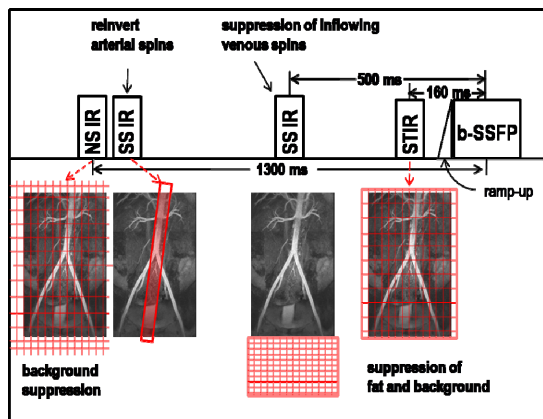 reinvert
arterial spins
suppression of inflowing
venous spins
500 ms
160 ms
NS IR
SS IR
SS IR
STIR
b-SSFP
1300 ms
ramp-up
background
suppression
suppression of
fat and background